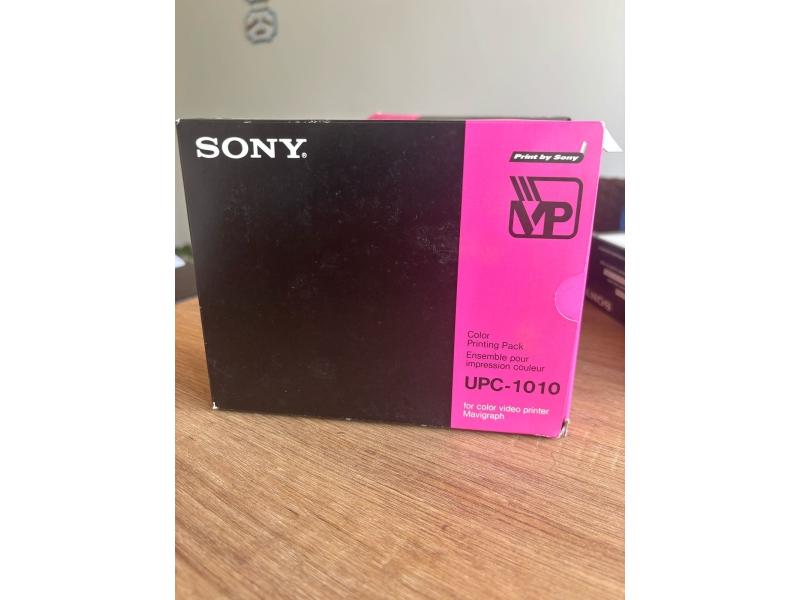 SONY®
Print by Sony
VP
Color
Printing Pack
Ensemble pour
impression couleur
UPC-1010
for color video printer
Mavigraph
SONY